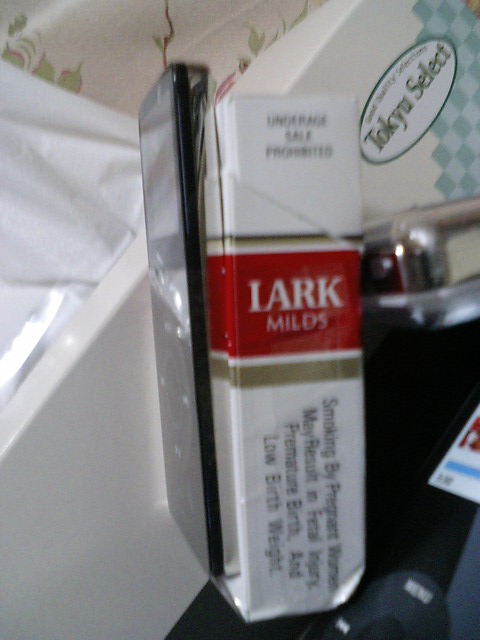 UNDERAGE
SALE
PROHIBITED
Tokyu Select
LARK
MILDS
Smoking By Pregnant Women
May Result in Fetal Injury,
Premature Birth, And
Low Birth Weight.
MENU